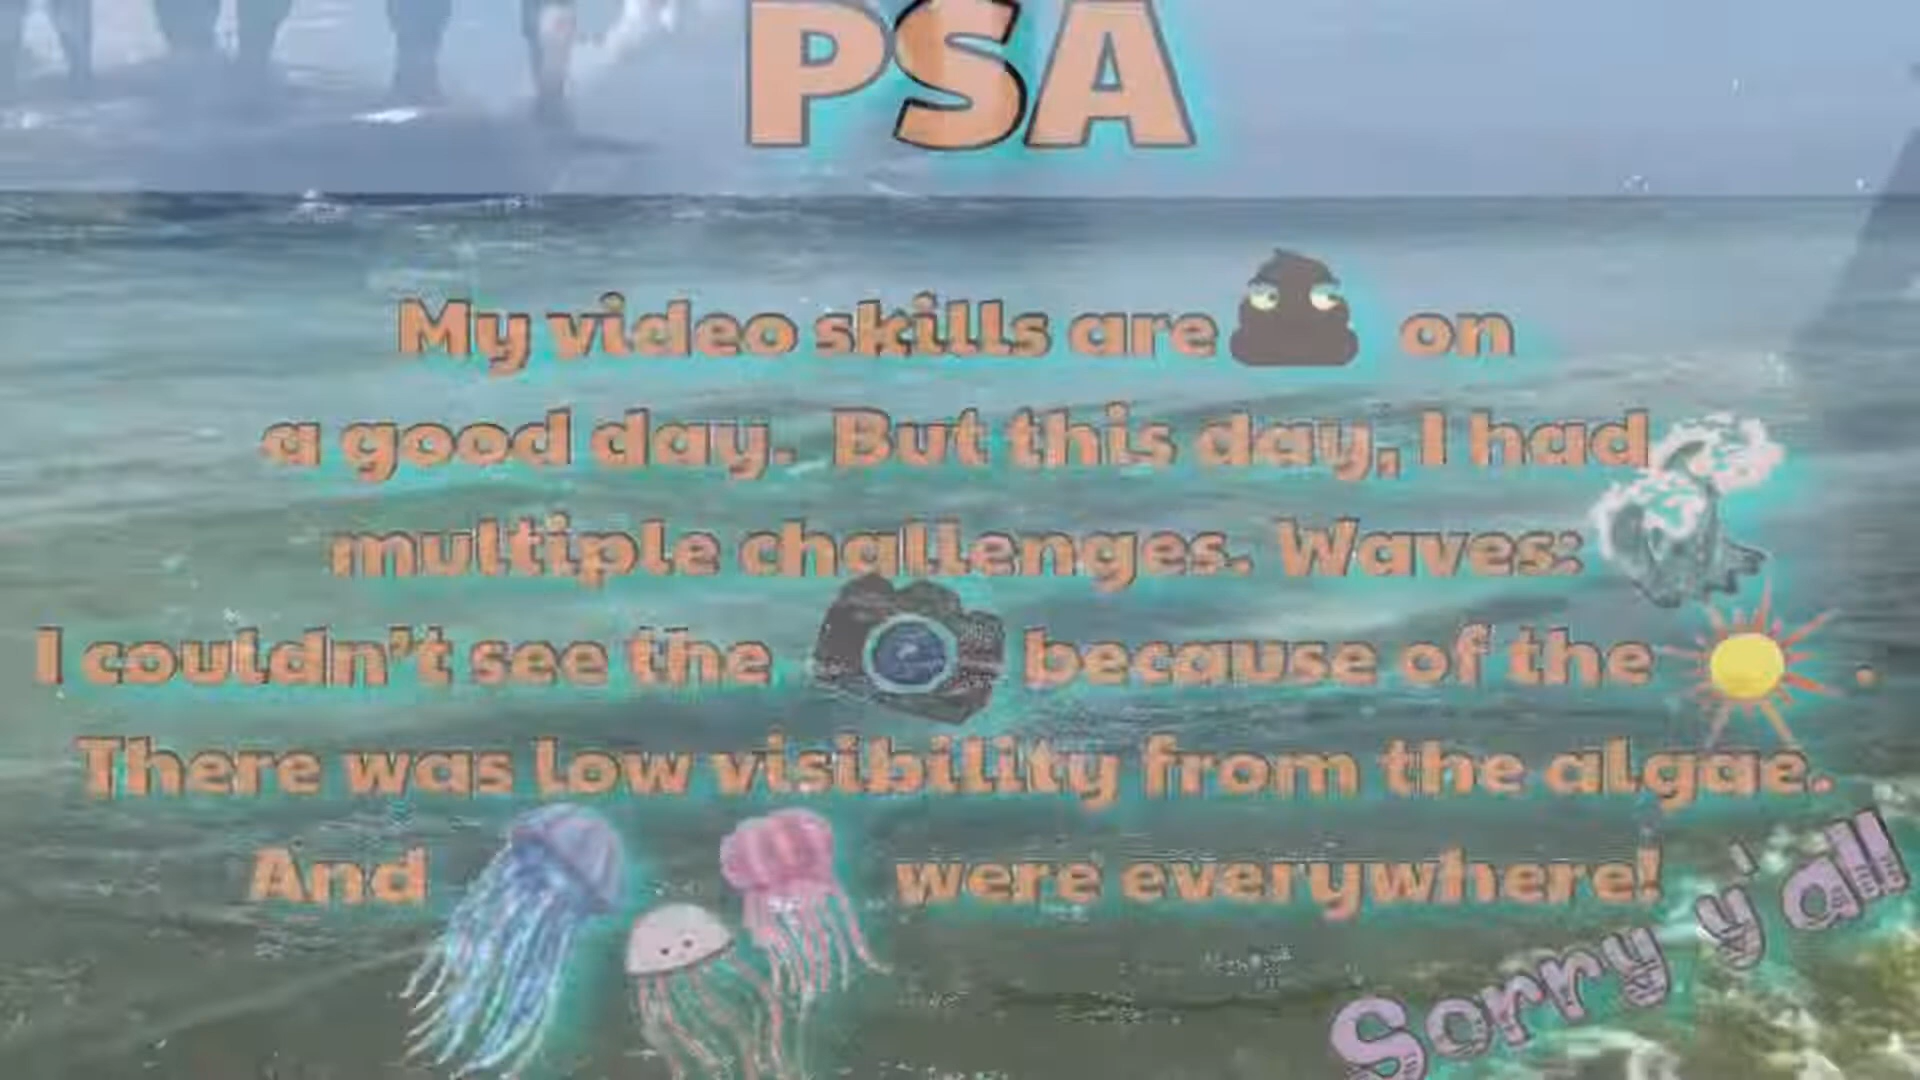 PSA
My video skills are on
a good day. But this day, I had
multiple challenges. Waves:
I couldn't see the because of the .
There was low visibility from the algae.
And were everywhere!
Sorry y'all